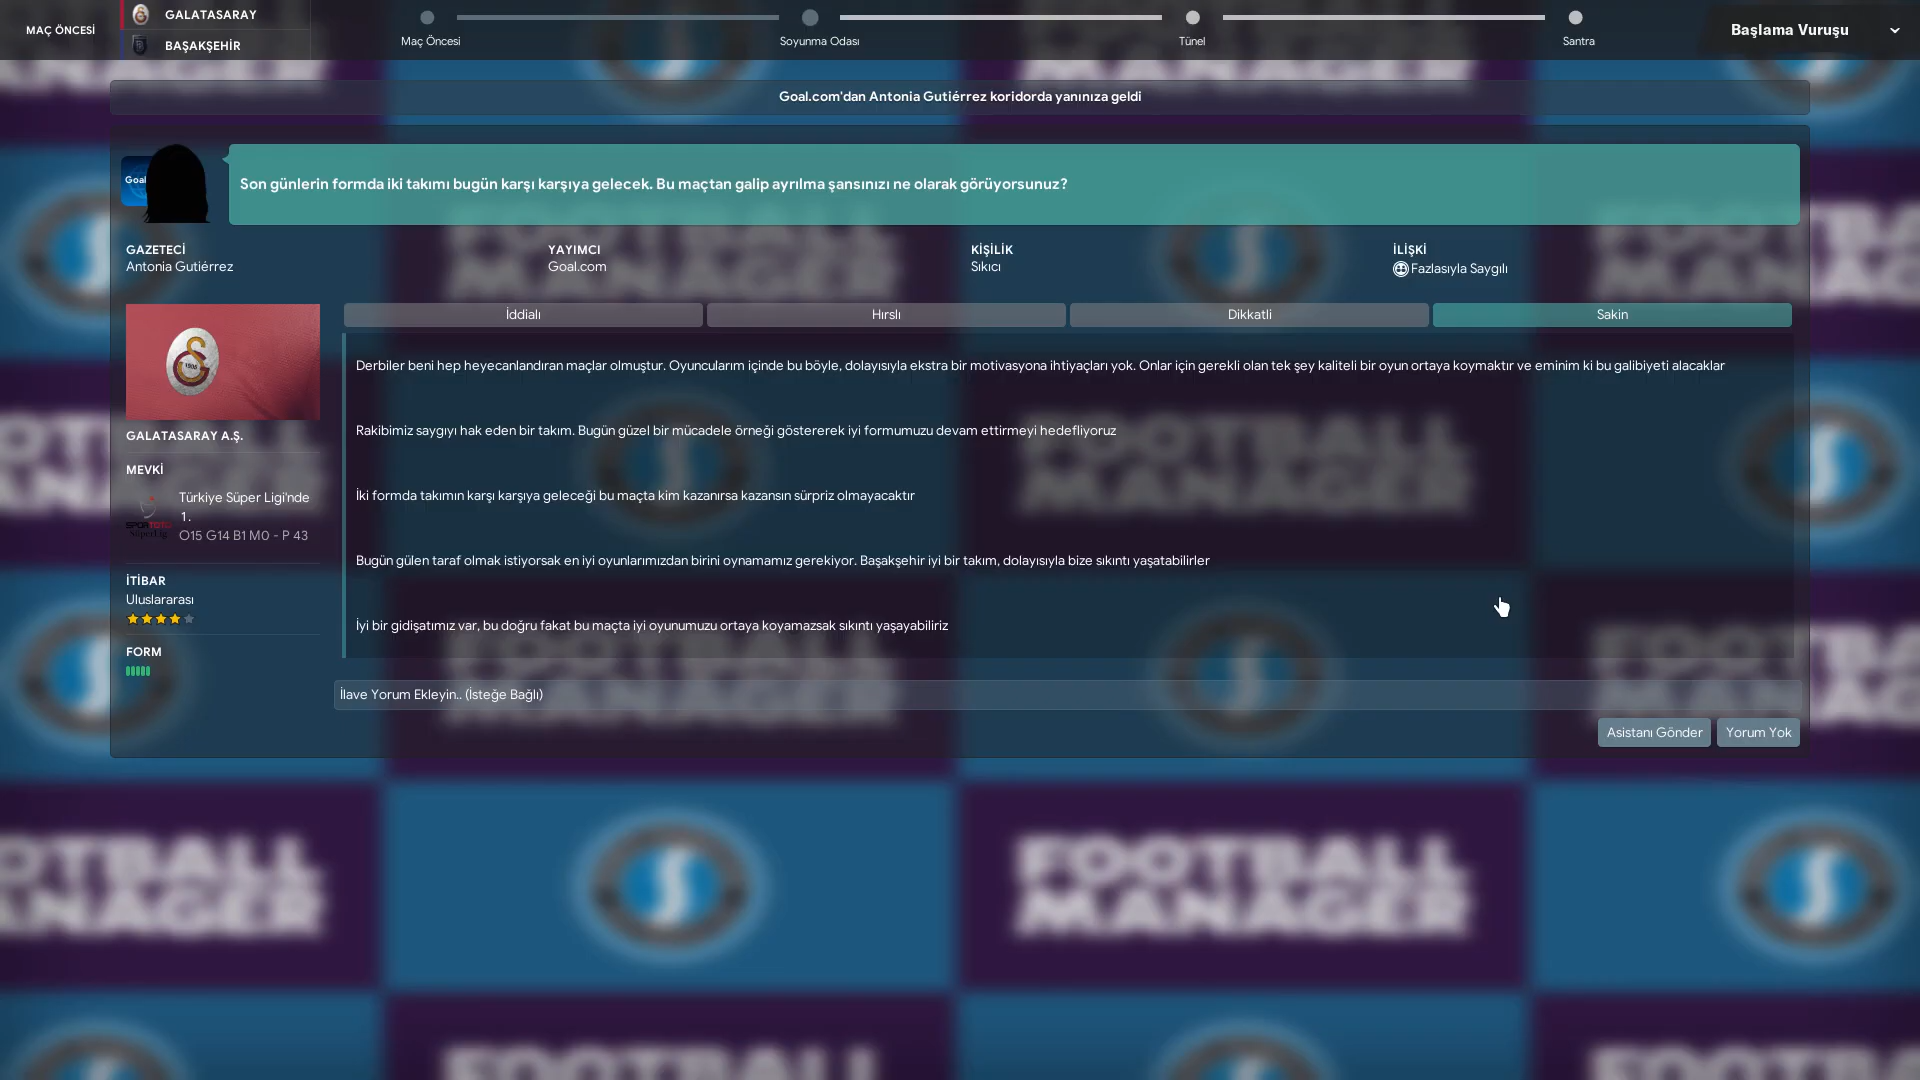 MAÇ ÖNCESİ
GALATASARAY
BAŞAKŞEHİR
Maç Öncesi
Soyunma Odası
Tünel
Santra
Başlama Vuruşu
Goal.com'dan Antonia Gutiérrez koridorda yanınıza geldi
Goal
Son günlerin formda iki takımı bugün karşı karşıya gelecek. Bu maçtan galip ayrılma şansınızı ne olarak görüyorsunuz?
GAZETECİ
Antonia Gutiérrez
YAYIMCI
Goal.com
KİŞİLİK
Sıkıcı
İLİŞKİ
Fazlasıyla Saygılı
İddialı
Hırslı
Dikkatli
Sakin
Derbiler beni hep heyecanlandıran maçlar olmuştur. Oyuncularım içinde bu böyle, dolayısıyla ekstra bir motivasyona ihtiyaçları yok. Onlar için gerekli olan tek şey kaliteli bir oyun ortaya koymaktır ve eminim ki bu galibiyeti alacaklar
Rakibimiz saygıyı hak eden bir takım. Bugün güzel bir mücadele örneği göstererek iyi formumuzu devam ettirmeyi hedefliyoruz
İki formda takımın karşı karşıya geleceği bu maçta kim kazanırsa kazansın sürpriz olmayacaktır
Bugün gülen taraf olmak istiyorsak en iyi oyunlarımızdan birini oynamamız gerekiyor. Başakşehir iyi bir takım, dolayısıyla bize sıkıntı yaşatabilirler
İyi bir gidişatımız var, bu doğru fakat bu maçta iyi oyunumuzu ortaya koyamazsak sıkıntı yaşayabiliriz
GALATASARAY A.Ş.
MEVKİ
Türkiye Süper Ligi'nde
1.
O15 G14 B1 M0 - P 43
İTİBAR
Uluslararası
FORM
İlave Yorum Ekleyin.. (İsteğe Bağlı)
Asistanı Gönder
Yorum Yok
FOOTBALL
MANAGER